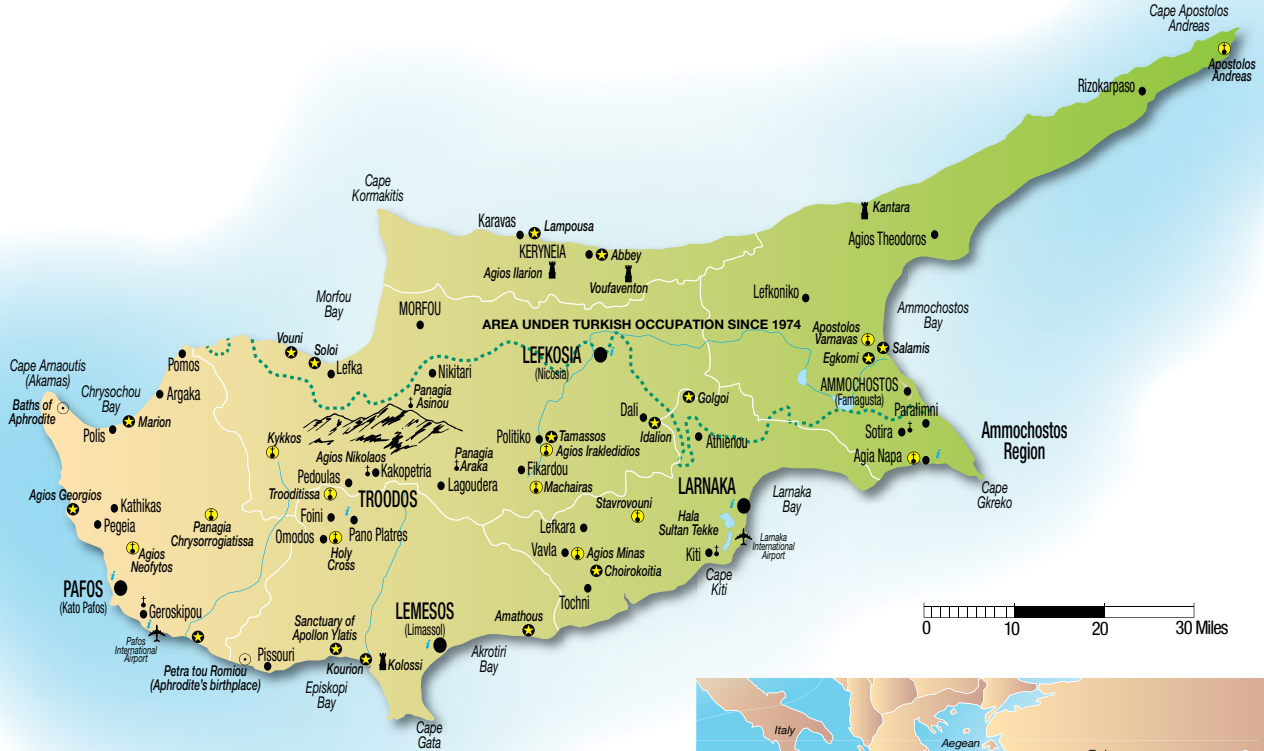 Cape Apostolos
Andreas
Apostolos
Andreas
Rizokarpaso
Cape
Kormakitis
Kantara
Karavas
Lampousa
Agios Theodoros
KERYNEIA
Abbey
Agios Ilarion
Voufaventon
Lefkoniko
Morfou
Bay
MORFOU
Ammochostos
Bay
AREA UNDER TURKISH OCCUPATION SINCE 1974
Apostolos
Varnavas
Salamis
Egkomi
Vouni
Soloi
Lefka
LEFKOSIA
(Nicosia)
Pomos
Nikitari
Cape Arnaoutis
(Akamas)
Chrysochou
Bay
Argaka
Panagia
Asinou
AMMOCHOSTOS
(Famagusta)
Golgoi
Baths of
Aphrodite
Marion
Polis
Dali
Idalion
Paralimni
Sotira
Ammochostos
Region
Athienou
Kykkos
Politiko
Tamassos
Agios Irakledidios
Agia Napa
Agios Nikolaos
Kakopetria
Panagia
Araka
Fikardou
Pedoulas
Lagoudera
Machairas
Cape
Gkreko
Trooditissa
TROODOS
LARNAKA
Larnaka
Bay
Agios Georgios
Kathikas
Pegeia
Panagia
Chrysorrogiatissa
Foini
Pano Platres
Stavrovouni
Hala
Sultan Tekke
Lefkara
Omodos
Holy
Cross
Larnaka
International
Airport
Agios
Neofytos
Vavla
Agios Minas
Kiti
Choirokoitia
Cape
Kiti
PAFOS
(Kato Pafos)
Tochni
Geroskipou
LEMESOS
(Limassol)
Amathous
Sanctuary of
Apollon Ylatis
Pafos
International
Airport
Akrotiri
Bay
Pissouri
Kourion
Kolossi
Petra tou Romiou
(Aphrodite's birthplace)
Episkopi
Bay
Cape
Gata
0 10 20 30 Miles
Italy
Aegean